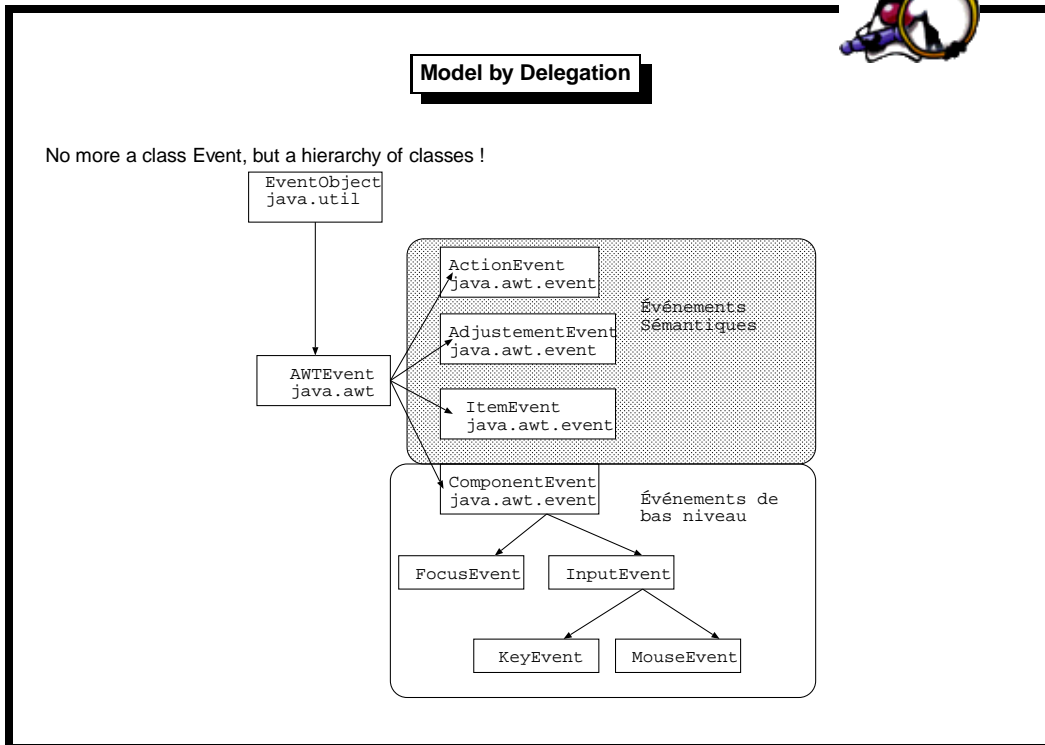 Model by Delegation
No more a class Event, but a hierarchy of classes !
EventObject
java.util
ActionEvent
java.awt.event
Événements
Sémantiques
AdjustementEvent
java.awt.event
AWTEvent
java.awt
ItemEvent
java.awt.event
ComponentEvent
java.awt.event
Événements de
bas niveau
FocusEvent
InputEvent
KeyEvent
MouseEvent